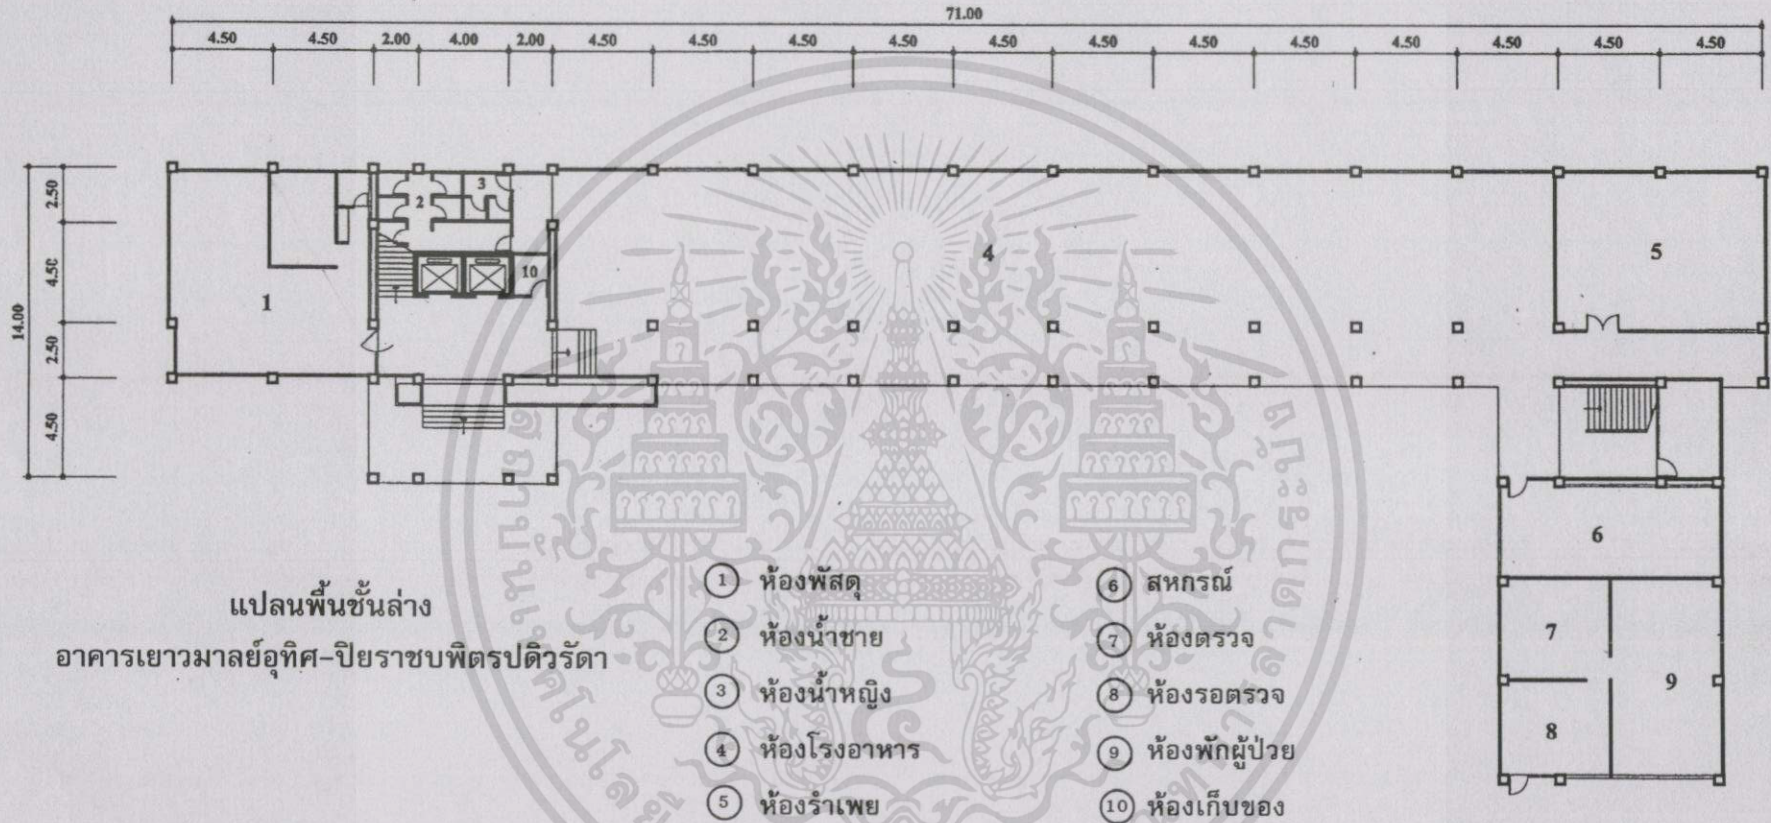 71.00
4.50 4.50 2.00 4.00 2.00 4.50 4.50 4.50 4.50 4.50 4.50 4.50 4.50 4.50 4.50 4.50 4.50
14.00
2.50
4.50
2.50
4.50
1
2
3
10
4
5
6
7
8
9
แปลนพื้นชั้นล่าง
อาคารเยาวมาลย์อุทิศ-ปิยราชบพิตรปดิวรัดา
1 ห้องพัสดุ
2 ห้องน้ำชาย
3 ห้องน้ำหญิง
4 ห้องโรงอาหาร
5 ห้องรำเพย
6 สหกรณ์
7 ห้องตรวจ
8 ห้องรอตรวจ
9 ห้องพักผู้ป่วย
10 ห้องเก็บของ